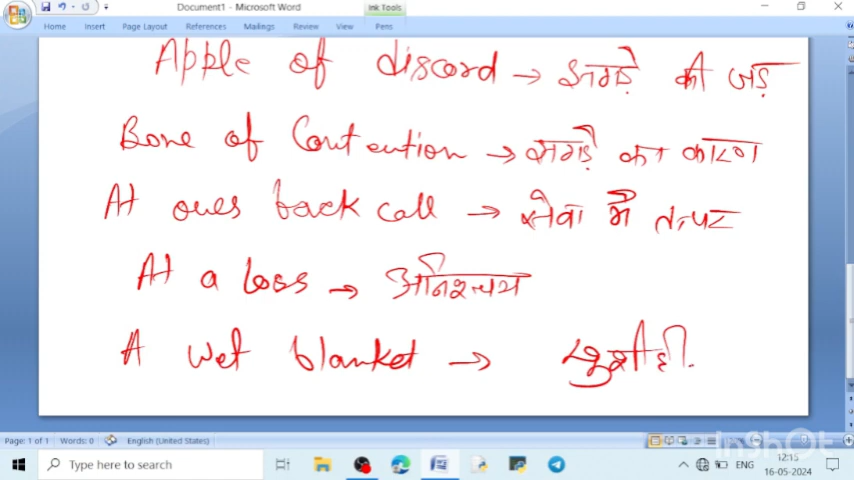 Document1 - Microsoft Word
Ink Tools
Home Insert Page Layout References Mailings Review View Pens
Apple of discord → झगड़े की जड़
Bone of Contention → झगड़े का कारण
At ones back call → सेवा में तत्पर
At a loss → अनिश्चय
A wet blanket →
Page: 1 of 1 Words: 0 English (United States)
InShOt
Type here to search
ENG
12:15
16-05-2024